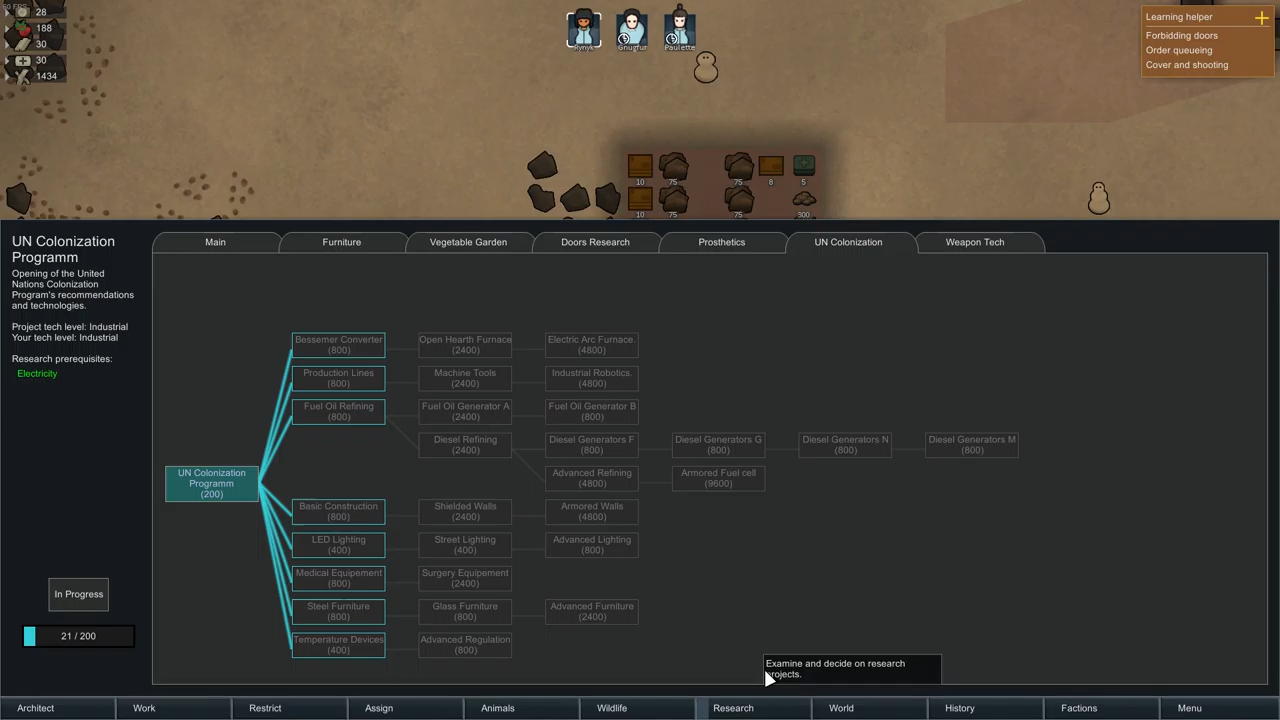 60 FPS
28
188
30
30
1434
Rynyk
Gnugfur
Paulette
Learning helper
Forbidding doors
Order queueing
Cover and shooting
10
75
75
8
5
10
75
75
300
UN Colonization
Programm
Opening of the United
Nations Colonization
Program's recommendations
and technologies.
Project tech level: Industrial
Your tech level: Industrial
Research prerequisites:
Electricity
In Progress
21 / 200
Main
Furniture
Vegetable Garden
Doors Research
Prosthetics
UN Colonization
Weapon Tech
Bessemer Converter
(800)
Open Hearth Furnace
(2400)
Electric Arc Furnace.
(4800)
Production Lines
(800)
Machine Tools
(2400)
Industrial Robotics.
(4800)
Fuel Oil Refining
(800)
Fuel Oil Generator A
(2400)
Fuel Oil Generator B
(800)
Diesel Refining
(2400)
Diesel Generators F
(800)
Diesel Generators G
(800)
Diesel Generators N
(800)
Diesel Generators M
(800)
UN Colonization
Programm
(200)
Advanced Refining
(4800)
Armored Fuel cell
(9600)
Basic Construction
(800)
Shielded Walls
(2400)
Armored Walls
(4800)
LED Lighting
(400)
Street Lighting
(400)
Advanced Lighting
(800)
Medical Equipement
(800)
Surgery Equipement
(2400)
Steel Furniture
(800)
Glass Furniture
(800)
Advanced Furniture
(2400)
Temperature Devices
(400)
Advanced Regulation
(800)
Examine and decide on research
projects.
Architect
Work
Restrict
Assign
Animals
Wildlife
Research
World
History
Factions
Menu